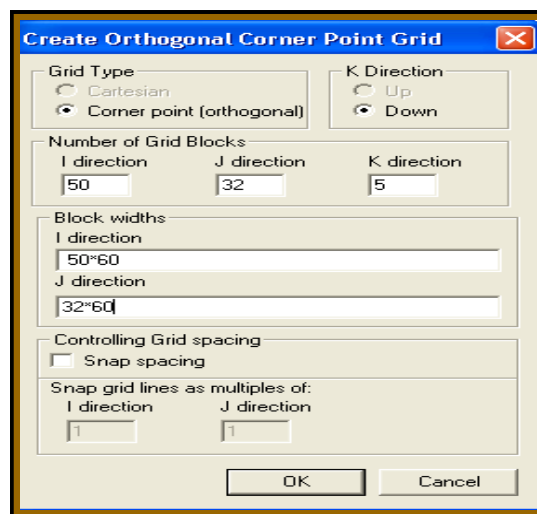 Create Orthogonal Corner Point Grid
Grid Type
K Direction
Cartesian
Up
Corner point (orthogonal)
Down
Number of Grid Blocks
I direction
J direction
K direction
50
32
5
Block widths
I direction
50*60
J direction
32*60
Controlling Grid spacing
Snap spacing
Snap grid lines as multiples of:
I direction
J direction
1
1
OK
Cancel